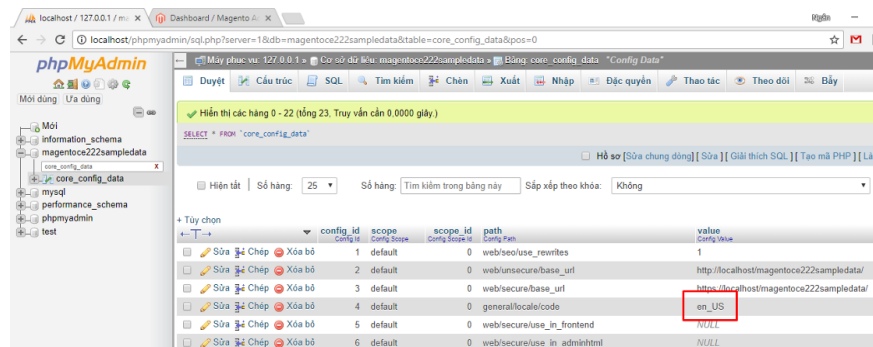 localhost / 127.0.0.1 / ma
Dashboard / Magento A
Ngân
localhost/phpmyadmin/sql.php?server=1&db=magentoce222sampledata&table=core_config_data&pos=0
phpMyAdmin
Mới dùng Ưa dùng
Mới
information_schema
magentoce222sampledata
core_config_data X
core_config_data
mysql
performance_schema
phpmyadmin
test
Máy phục vụ: 127.0.0.1 » Cơ sở dữ liệu: magentoce222sampledata » Bảng: core_config_data "Config Data"
Duyệt Cấu trúc SQL Tìm kiếm Chèn Xuất Nhập Đặc quyền Thao tác Theo dõi Bẫy
Hiển thị các hàng 0 - 22 (tổng 23, Truy vấn cần 0,0000 giây.)
SELECT * FROM `core_config_data`
Hồ sơ [Sửa chung dòng] [ Sửa ] [ Giải thích SQL ] [ Tạo mã PHP ] [ Là
Hiện tất Số hàng: 25 Số hàng: Tìm kiếm trong bảng này Sắp xếp theo khóa: Không
+ Tùy chọn
←T→ config_id scope scope_id path value
Config Id Config Scope Config Scope Id Config Path Config Value
Sửa Chép Xóa bỏ 1 default 0 web/seo/use_rewrites 1
Sửa Chép Xóa bỏ 2 default 0 web/unsecure/base_url http://localhost/magentoce222sampledata/
Sửa Chép Xóa bỏ 3 default 0 web/secure/base_url https://localhost/magentoce222sampledata/
Sửa Chép Xóa bỏ 4 default 0 general/locale/code en_US
Sửa Chép Xóa bỏ 5 default 0 web/secure/use_in_frontend NULL
Sửa Chép Xóa bỏ 6 default 0 web/secure/use_in_adminhtml NULL